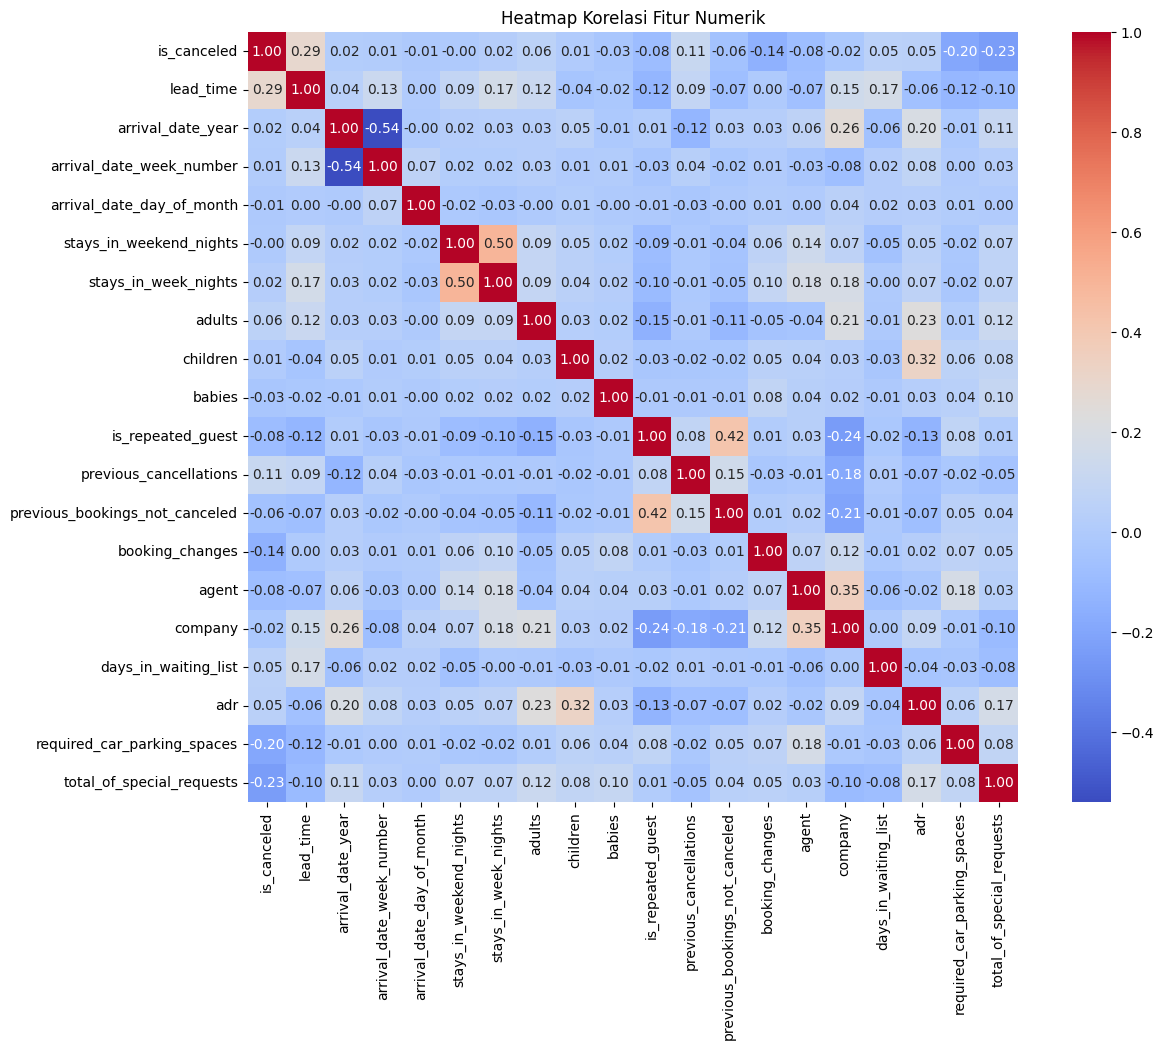 Heatmap Korelasi Fitur Numerik
is_canceled 1.00 0.29 0.02 0.01 -0.01 -0.00 0.02 0.06 0.01 -0.03 -0.08 0.11 -0.06 -0.14 -0.08 -0.02 0.05 0.05 -0.20 -0.23
lead_time 0.29 1.00 0.04 0.13 0.00 0.09 0.17 0.12 -0.04 -0.02 -0.12 0.09 -0.07 0.00 -0.07 0.15 0.17 -0.06 -0.12 -0.10
arrival_date_year 0.02 0.04 1.00 -0.54 -0.00 0.02 0.03 0.03 0.05 -0.01 0.01 -0.12 0.03 0.03 0.06 0.26 -0.06 0.20 -0.01 0.11
arrival_date_week_number 0.01 0.13 -0.54 1.00 0.07 0.02 0.02 0.03 0.01 0.01 -0.03 0.04 -0.02 0.01 -0.03 -0.08 0.02 0.08 0.00 0.03
arrival_date_day_of_month -0.01 0.00 -0.00 0.07 1.00 -0.02 -0.03 -0.00 0.01 -0.00 -0.01 -0.03 -0.00 0.01 0.00 0.04 0.02 0.03 0.01 0.00
stays_in_weekend_nights -0.00 0.09 0.02 0.02 -0.02 1.00 0.50 0.09 0.05 0.02 -0.09 -0.01 -0.04 0.06 0.14 0.07 -0.05 0.05 -0.02 0.07
stays_in_week_nights 0.02 0.17 0.03 0.02 -0.03 0.50 1.00 0.09 0.04 0.02 -0.10 -0.01 -0.05 0.10 0.18 0.18 -0.00 0.07 -0.02 0.07
adults 0.06 0.12 0.03 0.03 -0.00 0.09 0.09 1.00 0.03 0.02 -0.15 -0.01 -0.11 -0.05 -0.04 0.21 -0.01 0.23 0.01 0.12
children 0.01 -0.04 0.05 0.01 0.01 0.05 0.04 0.03 1.00 0.02 -0.03 -0.02 -0.02 0.05 0.04 0.03 -0.03 0.32 0.06 0.08
babies -0.03 -0.02 -0.01 0.01 -0.00 0.02 0.02 0.02 0.02 1.00 -0.01 -0.01 -0.01 0.08 0.04 0.02 -0.01 0.03 0.04 0.10
is_repeated_guest -0.08 -0.12 0.01 -0.03 -0.01 -0.09 -0.10 -0.15 -0.03 -0.01 1.00 0.08 0.42 0.01 0.03 -0.24 -0.02 -0.13 0.08 0.01
previous_cancellations 0.11 0.09 -0.12 0.04 -0.03 -0.01 -0.01 -0.01 -0.02 -0.01 0.08 1.00 0.15 -0.03 -0.01 -0.18 0.01 -0.07 -0.02 -0.05
previous_bookings_not_canceled -0.06 -0.07 0.03 -0.02 -0.00 -0.04 -0.05 -0.11 -0.02 -0.01 0.42 0.15 1.00 0.01 0.02 -0.21 -0.01 -0.07 0.05 0.04
booking_changes -0.14 0.00 0.03 0.01 0.01 0.06 0.10 -0.05 0.05 0.08 0.01 -0.03 0.01 1.00 0.07 0.12 -0.01 0.02 0.07 0.05
agent -0.08 -0.07 0.06 -0.03 0.00 0.14 0.18 -0.04 0.04 0.04 0.03 -0.01 0.02 0.07 1.00 0.35 -0.06 -0.02 0.18 0.03
company -0.02 0.15 0.26 -0.08 0.04 0.07 0.18 0.21 0.03 0.02 -0.24 -0.18 -0.21 0.12 0.35 1.00 0.00 0.09 -0.01 -0.10
days_in_waiting_list 0.05 0.17 -0.06 0.02 0.02 -0.05 -0.00 -0.01 -0.03 -0.01 -0.02 0.01 -0.01 -0.01 -0.06 0.00 1.00 -0.04 -0.03 -0.08
adr 0.05 -0.06 0.20 0.08 0.03 0.05 0.07 0.23 0.32 0.03 -0.13 -0.07 -0.07 0.02 -0.02 0.09 -0.04 1.00 0.06 0.17
required_car_parking_spaces -0.20 -0.12 -0.01 0.00 0.01 -0.02 -0.02 0.01 0.06 0.04 0.08 -0.02 0.05 0.07 0.18 -0.01 -0.03 0.06 1.00 0.08
total_of_special_requests -0.23 -0.10 0.11 0.03 0.00 0.07 0.07 0.12 0.08 0.10 0.01 -0.05 0.04 0.05 0.03 -0.10 -0.08 0.17 0.08 1.00
is_canceled
lead_time
arrival_date_year
arrival_date_week_number
arrival_date_day_of_month
stays_in_weekend_nights
stays_in_week_nights
adults
children
babies
is_repeated_guest
previous_cancellations
previous_bookings_not_canceled
booking_changes
agent
company
days_in_waiting_list
adr
required_car_parking_spaces
total_of_special_requests
1.0
0.8
0.6
0.4
0.2
0.0
−0.2
−0.4